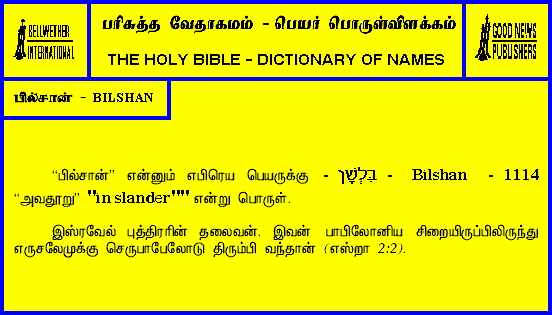 BELLWETHER
INTERNATIONAL
பரிசுத்த வேதாகமம் - பெயர் பொருள்விளக்கம்
THE HOLY BIBLE - DICTIONARY OF NAMES
GOOD NEWS
PUBLISHERS
பில்சான் - BILSHAN
“பில்சான்” என்னும் எபிரெய பெயருக்கு - בִּלְשָׁן - Bilshan - 1114
“அவதூறு” "in slander"" என்று பொருள்.
இஸ்ரவேல் புத்திரரின் தலைவன். இவன் பாபிலோனிய சிறையிருப்பிலிருந்து
எருசலேமுக்கு செருபாபேலோடு திரும்பி வந்தான் (எஸ்றா 2:2).